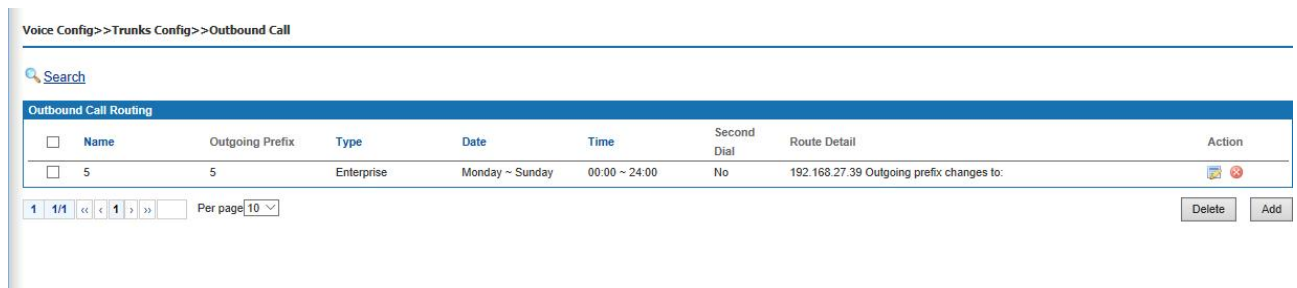 Voice Config>>Trunks Config>>Outbound Call
Search
Outbound Call Routing
Name Outgoing Prefix Type Date Time Second Dial Route Detail Action
5 5 Enterprise Monday ~ Sunday 00:00 ~ 24:00 No 192.168.27.39 Outgoing prefix changes to:
1 1/1 ‹‹ ‹ 1 › ›› Per page 10 Delete Add